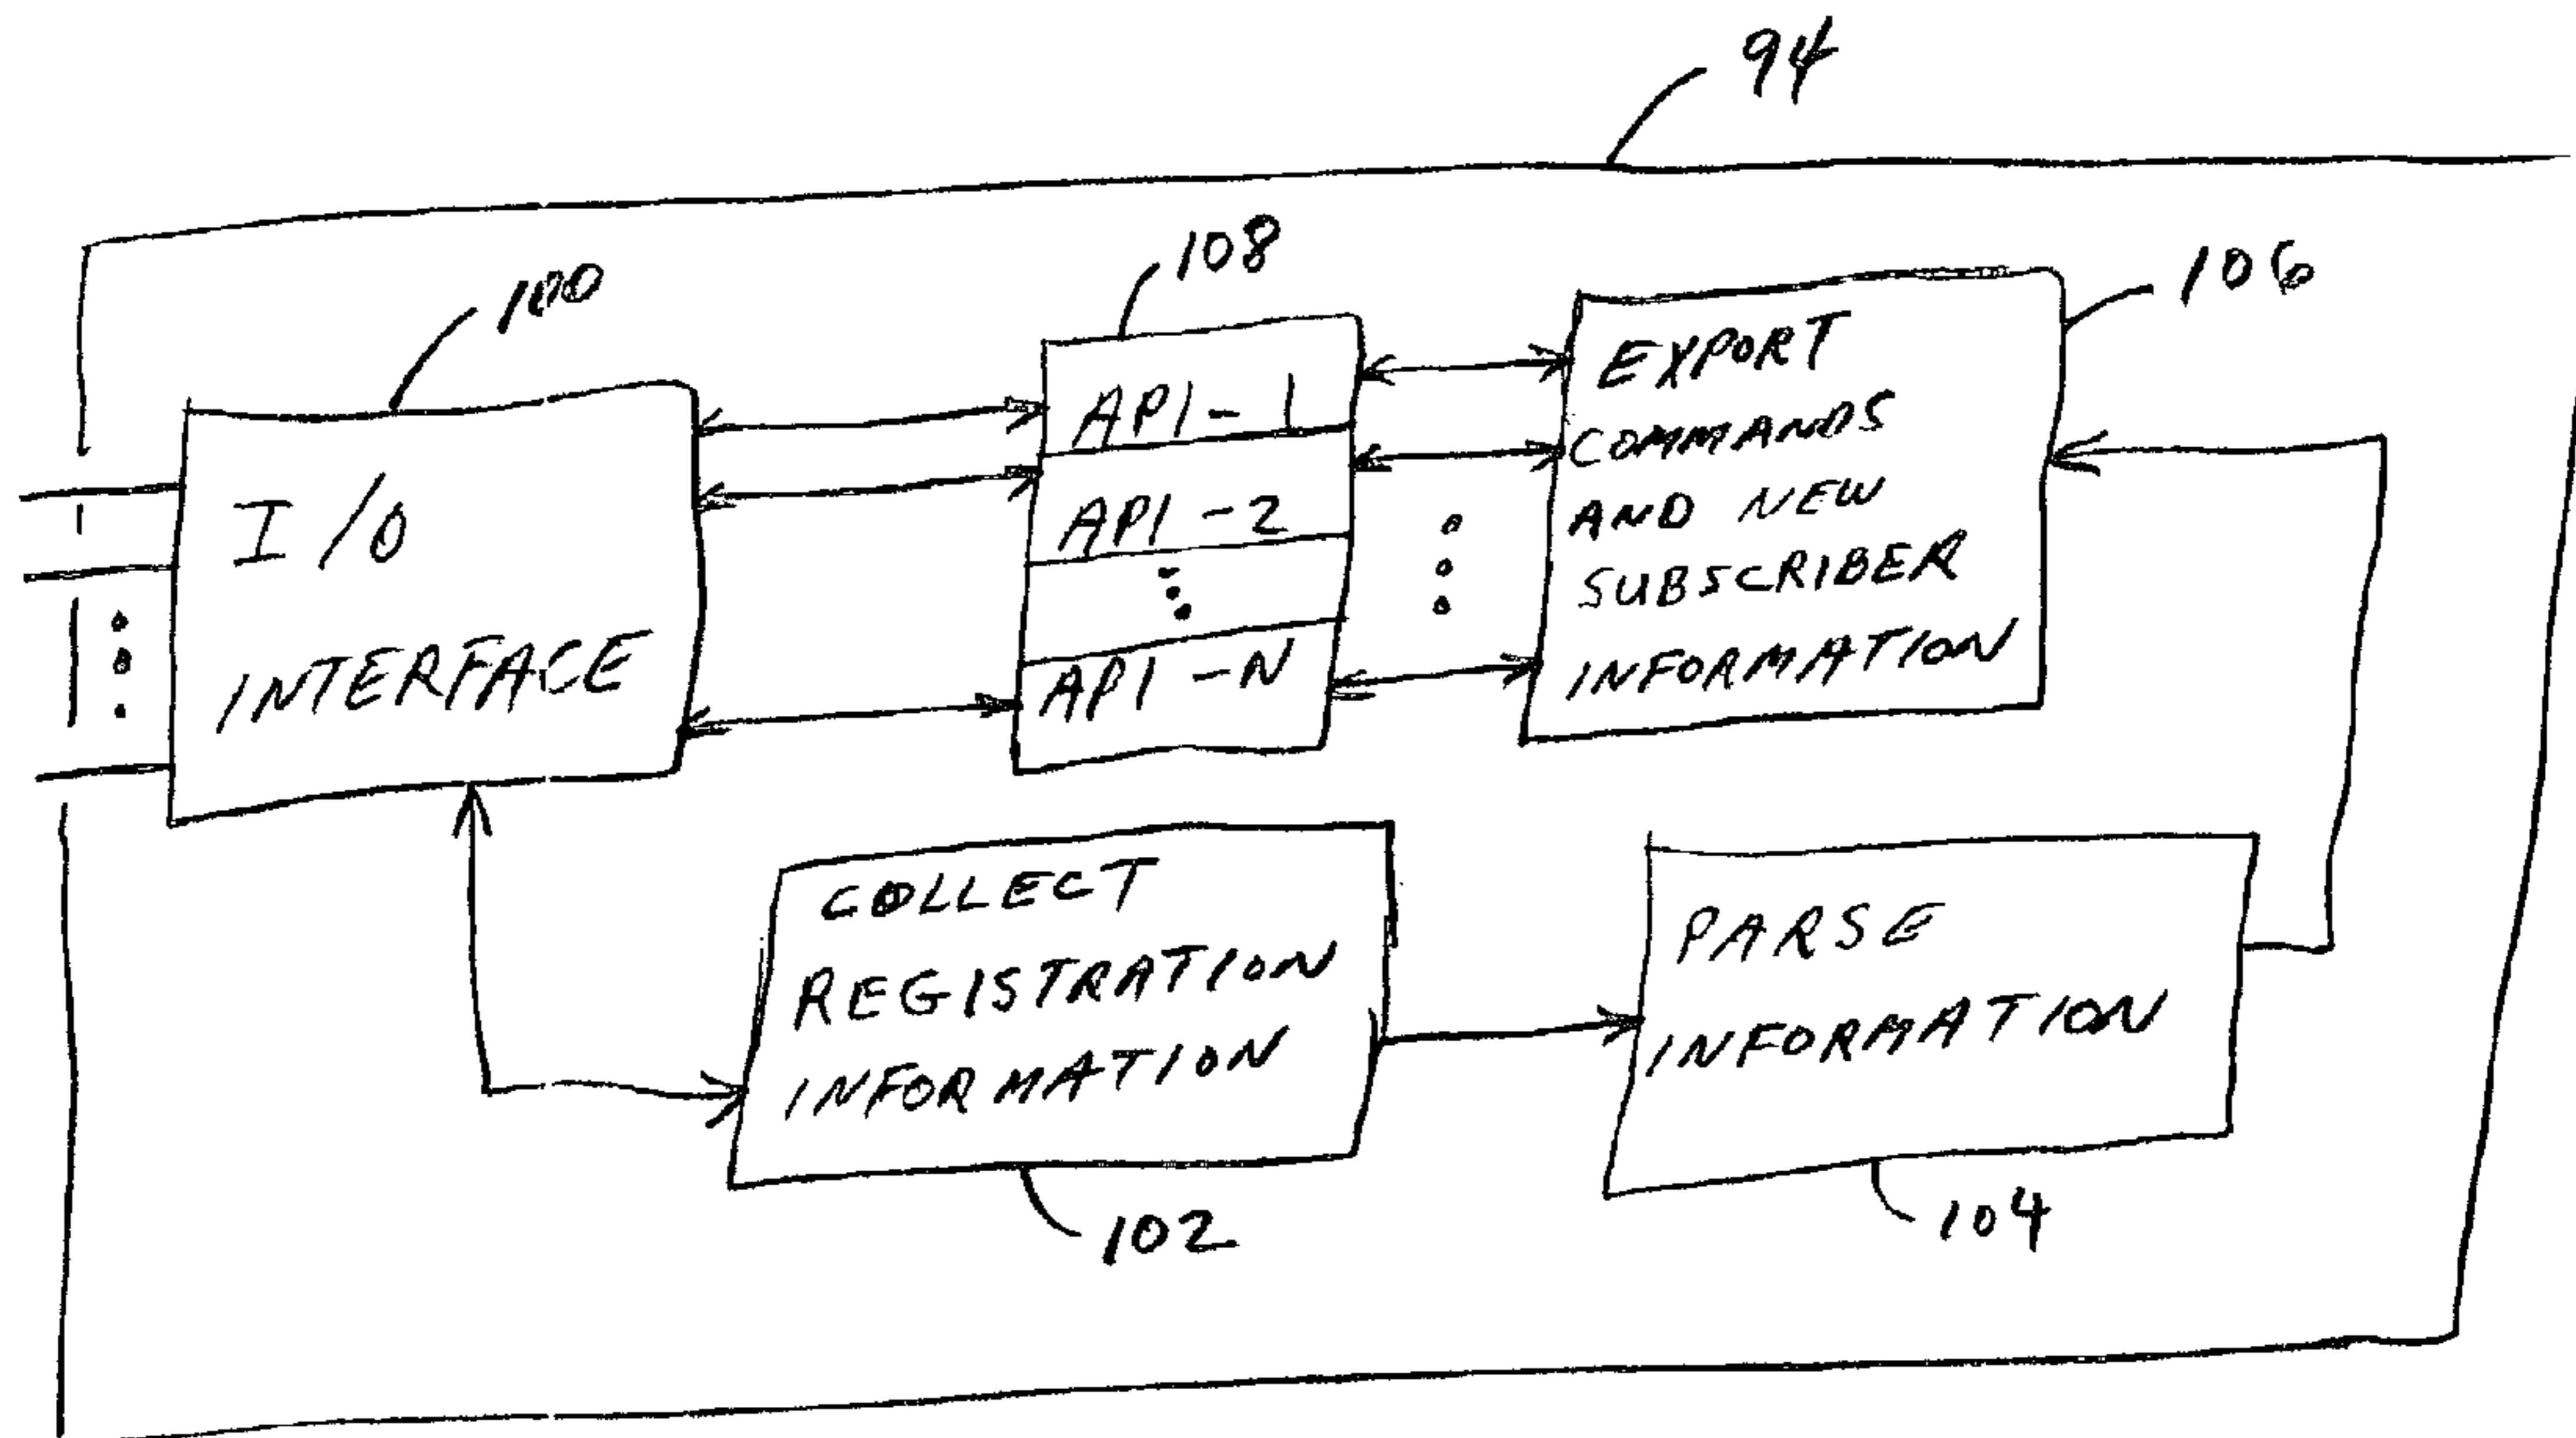 94
100
108
106
I/O
INTERFACE
API-1
API-2
API-N
EXPORT
COMMANDS
AND NEW
SUBSCRIBER
INFORMATION
COLLECT
REGISTRATION
INFORMATION
PARSE
INFORMATION
102
104